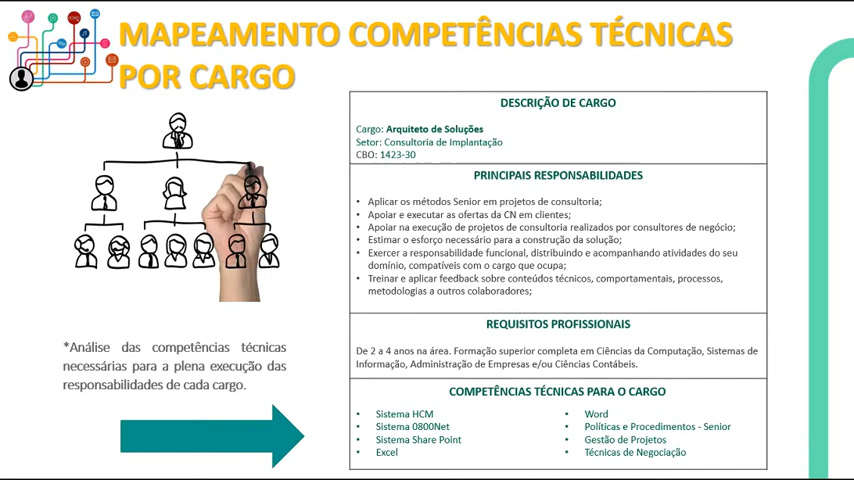 MAPEAMENTO COMPETÊNCIAS TÉCNICAS
POR CARGO
DESCRIÇÃO DE CARGO
Cargo: Arquiteto de Soluções
Setor: Consultoria de Implantação
CBO: 1423-30
PRINCIPAIS RESPONSABILIDADES
• Aplicar os métodos Senior em projetos de consultoria;
• Apoiar e executar as ofertas da CN em clientes;
• Apoiar na execução de projetos de consultoria realizados por consultores de negócio;
• Estimar o esforço necessário para a construção da solução;
• Exercer a responsabilidade funcional, distribuindo e acompanhando atividades do seu
domínio, compatíveis com o cargo que ocupa;
• Treinar e aplicar feedback sobre conteúdos técnicos, comportamentais, processos,
metodologias a outros colaboradores;
REQUISITOS PROFISSIONAIS
De 2 a 4 anos na área. Formação superior completa em Ciências da Computação, Sistemas de
Informação, Administração de Empresas e/ou Ciências Contábeis.
COMPETÊNCIAS TÉCNICAS PARA O CARGO
• Sistema HCM
• Sistema 0800Net
• Sistema Share Point
• Excel
• Word
• Políticas e Procedimentos - Senior
• Gestão de Projetos
• Técnicas de Negociação
*Análise das competências técnicas
necessárias para a plena execução das
responsabilidades de cada cargo.